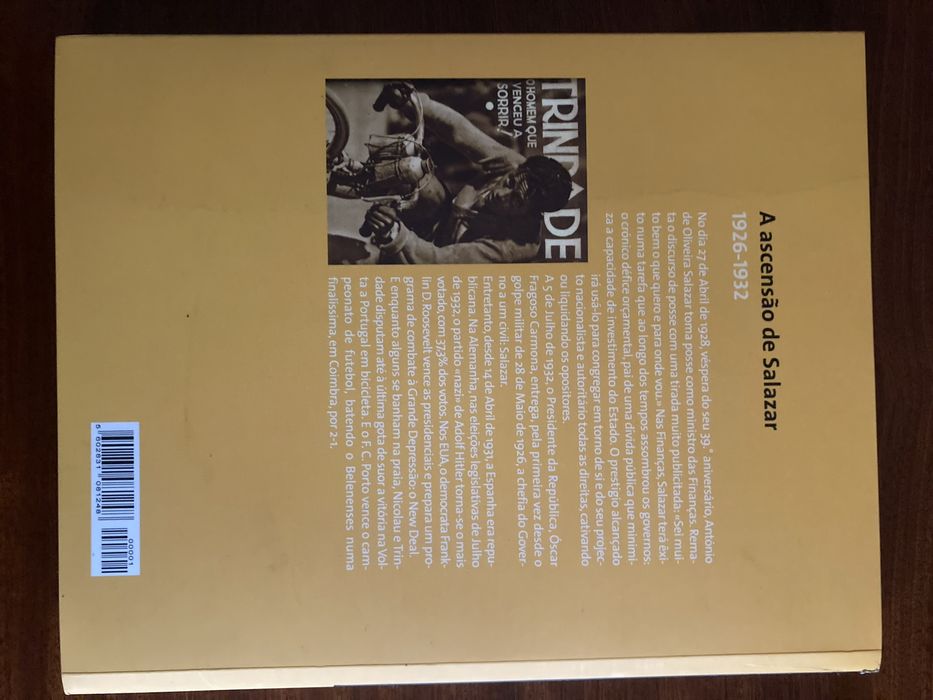 A ascensão de Salazar
1926-1932
No dia 27 de Abril de 1928, véspera do seu 39.º aniversário, António
de Oliveira Salazar toma posse como ministro das Finanças. Rema-
ta o discurso de posse com uma tirada muito publicitada: «Sei mui-
to bem o que quero e para onde vou.» Nas Finanças, Salazar terá êxi-
to numa tarefa que ao longo dos tempos assombrou os governos:
o crónico défice orçamental, pai de uma dívida pública que minimi-
za a capacidade de investimento do Estado. O prestígio alcançado
irá usá-lo para congregar em torno de si e do seu projec-
to nacionalista e autoritário todas as direitas, cativando
ou liquidando os opositores.
A 5 de Julho de 1932, o Presidente da República, Óscar
Fragoso Carmona, entrega, pela primeira vez desde o
golpe militar de 28 de Maio de 1926, a chefia do Gover-
no a um civil: Salazar.
Entretanto, desde 14 de Abril de 1931, a Espanha era repu-
blicana. Na Alemanha, nas eleições legislativas de Julho
de 1932, o partido «nazi» de Adolf Hitler torna-se o mais
votado, com 37,3% dos votos. Nos EUA, o democrata Frank-
lin D. Roosevelt vence as presidenciais e prepara um pro-
grama de combate à Grande Depressão: o New Deal.
E enquanto alguns se banham na praia, Nicolau e Trin-
dade disputam até à última gota de suor a vitória na Vol-
ta a Portugal em bicicleta. E o F. C. Porto vence o cam-
peonato de futebol, batendo o Belenenses numa
finalíssima, em Coimbra, por 2-1.
TRINDADE
O HOMEM QUE
VENCEU A
SORRIR!
00001
5 602831 061248